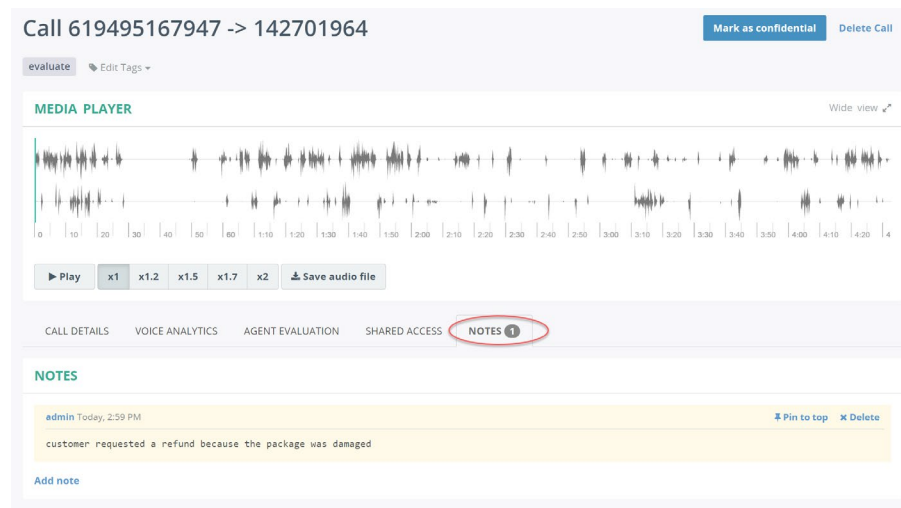 Call 619495167947 -> 142701964
Mark as confidential
Delete Call
evaluate
Edit Tags
MEDIA PLAYER
Wide view
0 10 20 30 40 50 60 1:10 1:20 1:30 1:40 1:50 2:00 2:10 2:20 2:30 2:40 2:50 3:00 3:10 3:20 3:30 3:40 3:50 4:00 4:10 4:20 4
Play x1 x1.2 x1.5 x1.7 x2 Save audio file
CALL DETAILS VOICE ANALYTICS AGENT EVALUATION SHARED ACCESS NOTES 1
NOTES
admin Today, 2:59 PM
Pin to top
Delete
customer requested a refund because the package was damaged
Add note